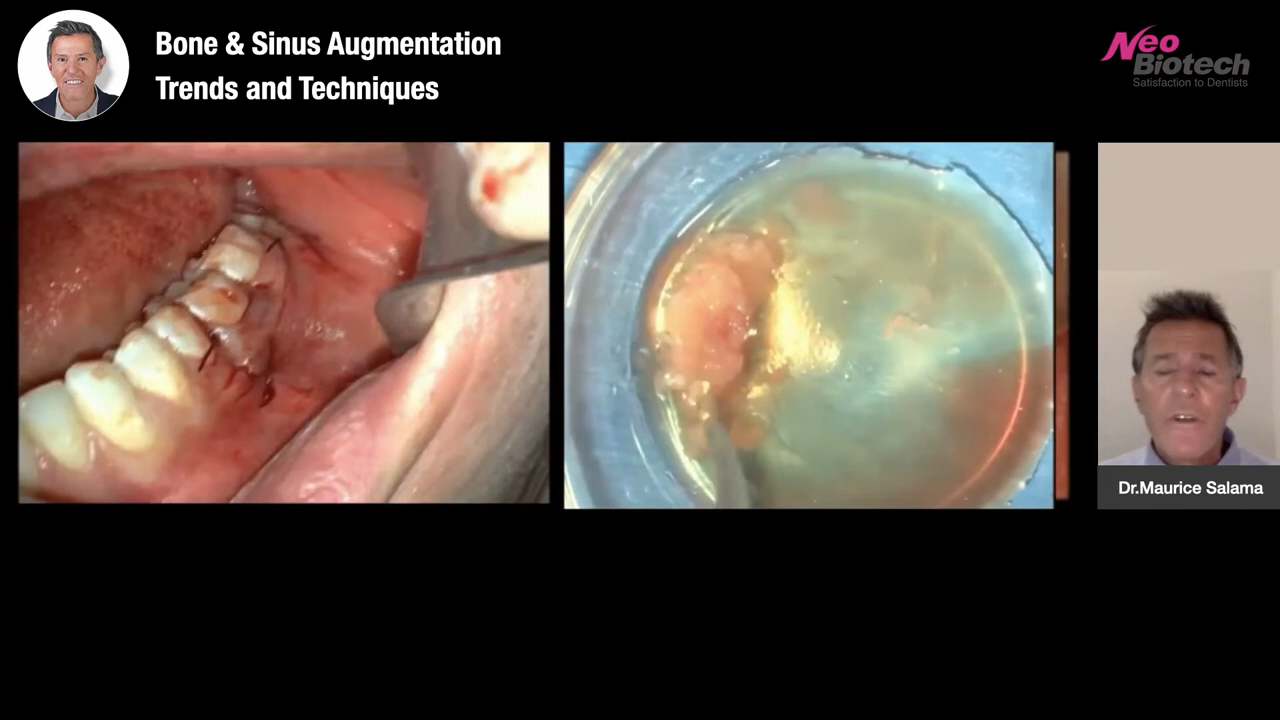 Bone & Sinus Augmentation
Trends and Techniques
Neo
Biotech
Satisfaction to Dentists
Dr.Maurice Salama